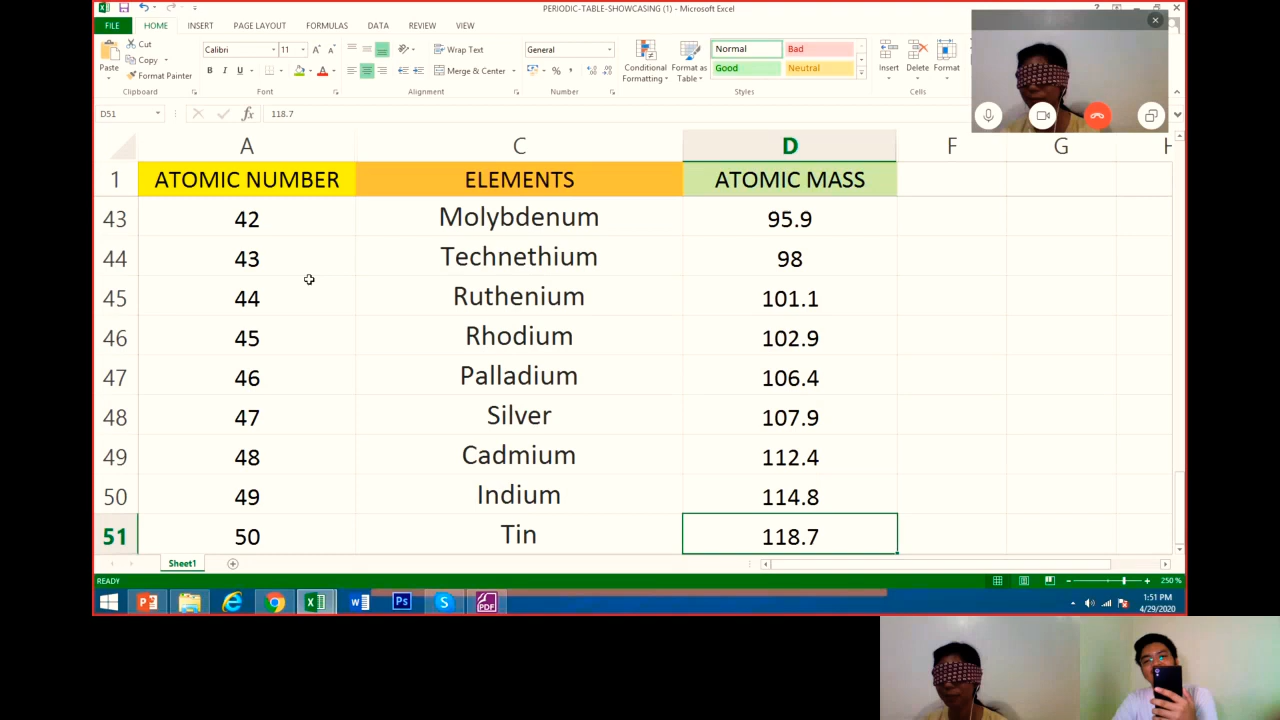 PERIODIC-TABLE-SHOWCASING (1) - Microsoft Excel
FILE HOME INSERT PAGE LAYOUT FORMULAS DATA REVIEW VIEW
Paste
Cut
Copy
Format Painter
Clipboard
Calibri 11
B I U
Font
Wrap Text
Merge & Center
Alignment
General
%
Number
Conditional Formatting
Format as Table
Normal Bad
Good Neutral
Styles
Insert Delete Format
Cells
D51 fx 118.7
A C D F G H
1 ATOMIC NUMBER ELEMENTS ATOMIC MASS
43 42 Molybdenum 95.9
44 43 Technethium 98
45 44 Ruthenium 101.1
46 45 Rhodium 102.9
47 46 Palladium 106.4
48 47 Silver 107.9
49 48 Cadmium 112.4
50 49 Indium 114.8
51 50 Tin 118.7
Sheet1
READY 250 %
1:51 PM
4/29/2020